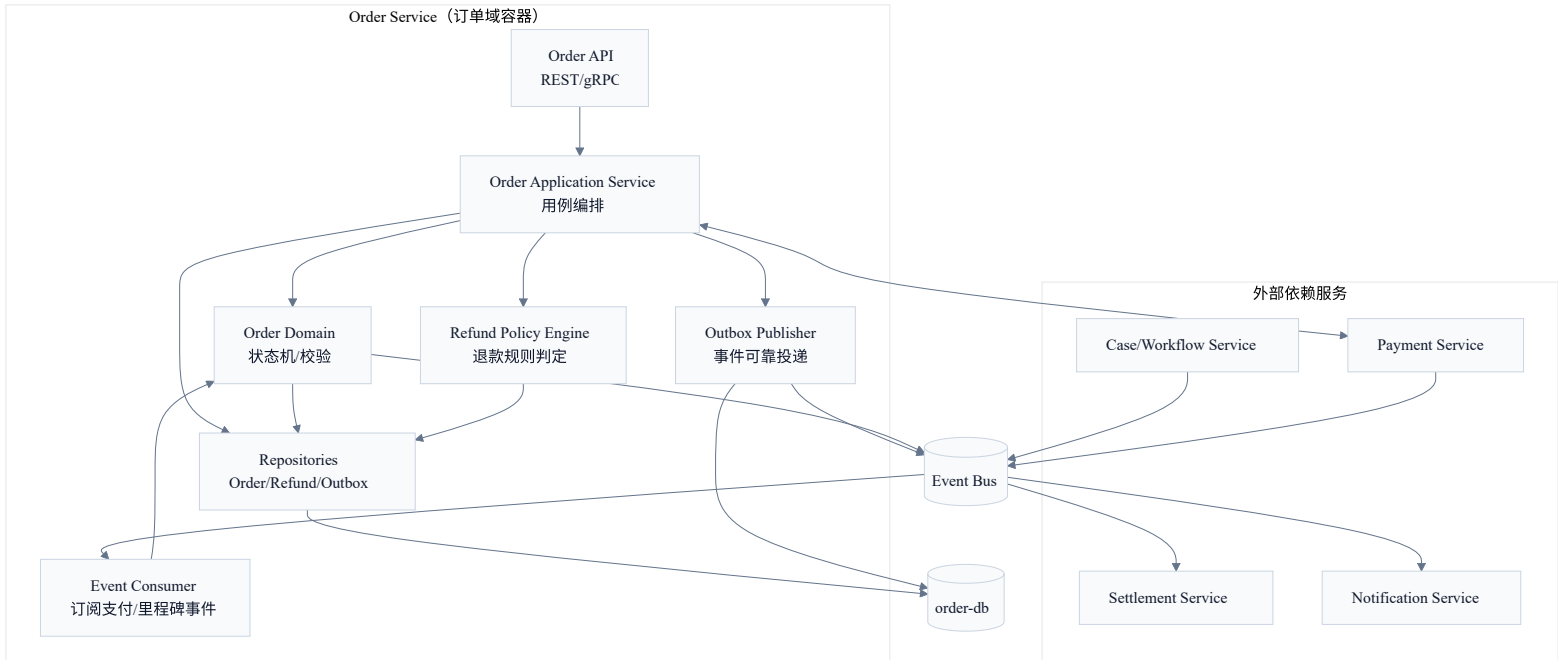 Order Service（订单域容器）
Order API
REST/gRPC
Order Application Service
用例编排
外部依赖服务
Order Domain
状态机/校验
Refund Policy Engine
退款规则判定
Outbox Publisher
事件可靠投递
Case/Workflow Service
Payment Service
Repositories
Order/Refund/Outbox
Event Bus
Event Consumer
订阅支付/里程碑事件
order-db
Settlement Service
Notification Service